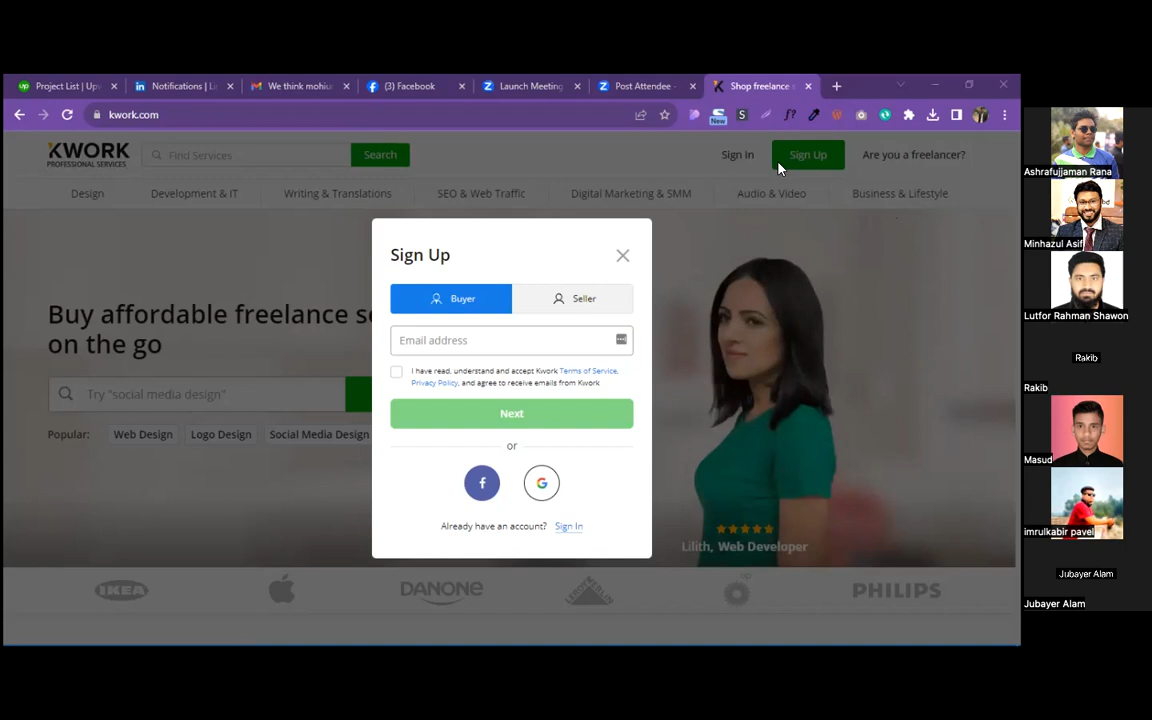 Project List | Up
Notifications | Li
We think mohiu
(3) Facebook
Launch Meeting
Post Attendee -
Shop freelance s
kwork.com
New
KWORK
PROFESSIONAL SERVICES
Find Services
Search
Sign In
Sign Up
Are you a freelancer?
Design
Development & IT
Writing & Translations
SEO & Web Traffic
Digital Marketing & SMM
Audio & Video
Business & Lifestyle
Buy affordable freelance se
on the go
Try "social media design"
Popular:
Web Design
Logo Design
Social Media Design
Sign Up
Buyer
Seller
Email address
I have read, understand and accept Kwork Terms of Service,
Privacy Policy, and agree to receive emails from Kwork
Next
or
Already have an account? Sign In
Lilith, Web Developer
IKEA
DANONE
LEROY MERLIN
PHILIPS
Ashrafujjaman Rana
Minhazul Asif
Lutfor Rahman Shawon
Rakib
Rakib
Masud
imrulkabir pavel
Jubayer Alam
Jubayer Alam